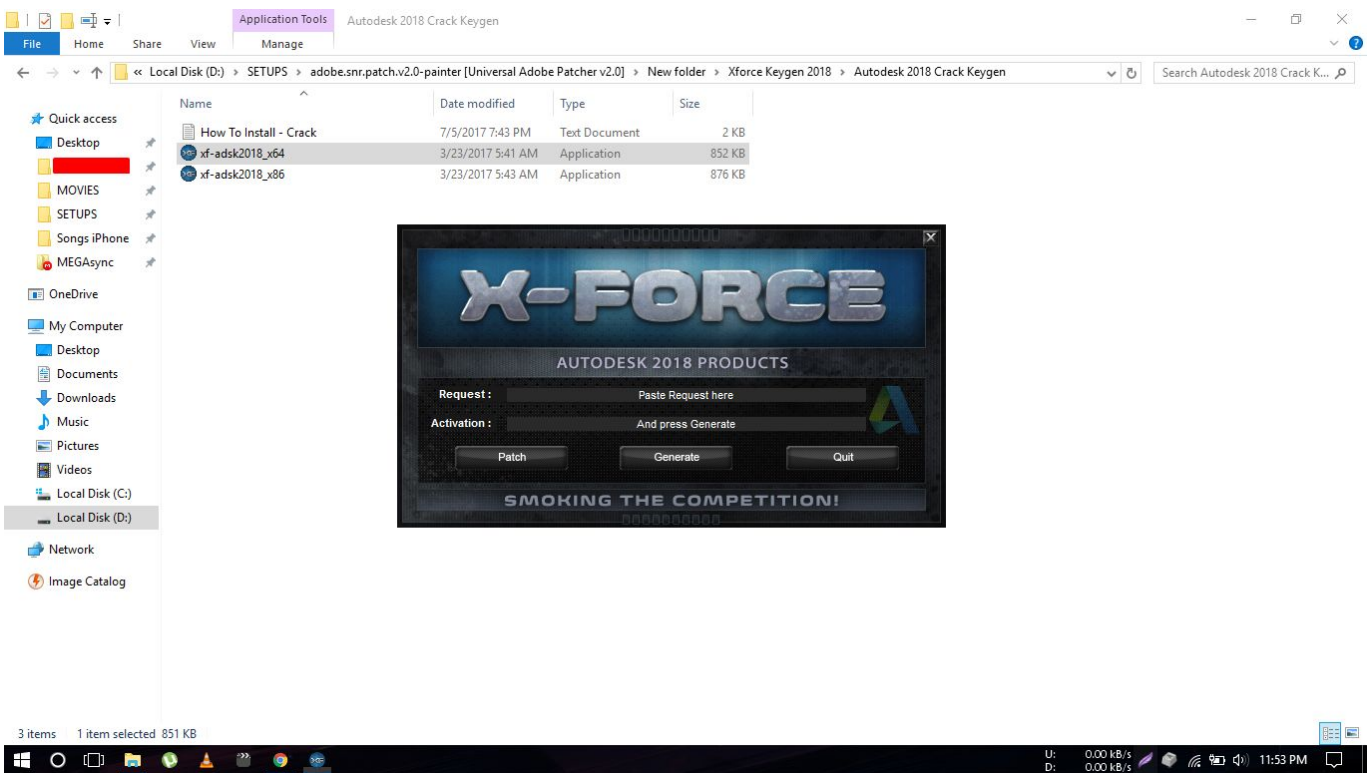 Application Tools
Autodesk 2018 Crack Keygen
File
Home
Share
View
Manage
« Local Disk (D:) › SETUPS › adobe.snr.patch.v2.0-painter [Universal Adobe Patcher v2.0] › New folder › Xforce Keygen 2018 › Autodesk 2018 Crack Keygen
Search Autodesk 2018 Crack K...
Quick access
Desktop
MOVIES
SETUPS
Songs iPhone
MEGAsync
OneDrive
My Computer
Desktop
Documents
Downloads
Music
Pictures
Videos
Local Disk (C:)
Local Disk (D:)
Network
Image Catalog
Name
Date modified
Type
Size
How To Install - Crack
7/5/2017 7:43 PM
Text Document
2 KB
xf-adsk2018_x64
3/23/2017 5:41 AM
Application
852 KB
xf-adsk2018_x86
3/23/2017 5:43 AM
Application
876 KB
X-FORCE
AUTODESK 2018 PRODUCTS
Request :
Paste Request here
Activation :
And press Generate
Patch
Generate
Quit
SMOKING THE COMPETITION!
3 items
1 item selected 851 KB
U: 0.00 kB/s
D: 0.00 kB/s
11:53 PM